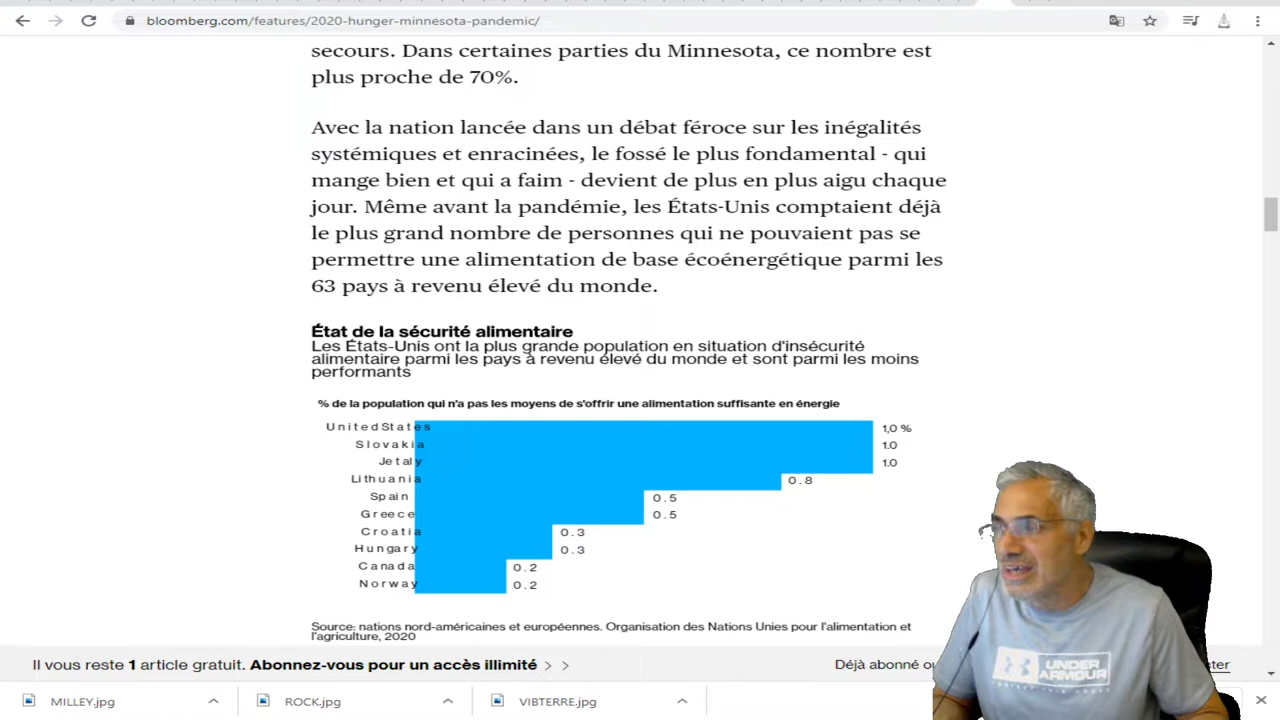 bloomberg.com/features/2020-hunger-minnesota-pandemic/
secours. Dans certaines parties du Minnesota, ce nombre est
plus proche de 70%.
Avec la nation lancée dans un débat féroce sur les inégalités
systémiques et enracinées, le fossé le plus fondamental - qui
mange bien et qui a faim - devient de plus en plus aigu chaque
jour. Même avant la pandémie, les États-Unis comptaient déjà
le plus grand nombre de personnes qui ne pouvaient pas se
permettre une alimentation de base écoénergétique parmi les
63 pays à revenu élevé du monde.
État de la sécurité alimentaire
Les États-Unis ont la plus grande population en situation d'insécurité
alimentaire parmi les pays à revenu élevé du monde et sont parmi les moins
performants
% de la population qui n'a pas les moyens de s'offrir une alimentation suffisante en énergie
United States 1,0 %
Slovakia 1.0
Jetaly 1.0
Lithuania 0.8
Spain 0.5
Greece 0.5
Croatia 0.3
Hungary 0.3
Canada 0.2
Norway 0.2
Source: nations nord-américaines et européennes. Organisation des Nations Unies pour l'alimentation et
l'agriculture, 2020
Il vous reste 1 article gratuit. Abonnez-vous pour un accès illimité > >
Déjà abonné ou
UNDER
ARMOUR
MILLEY.jpg
ROCK.jpg
VIBTERRE.jpg